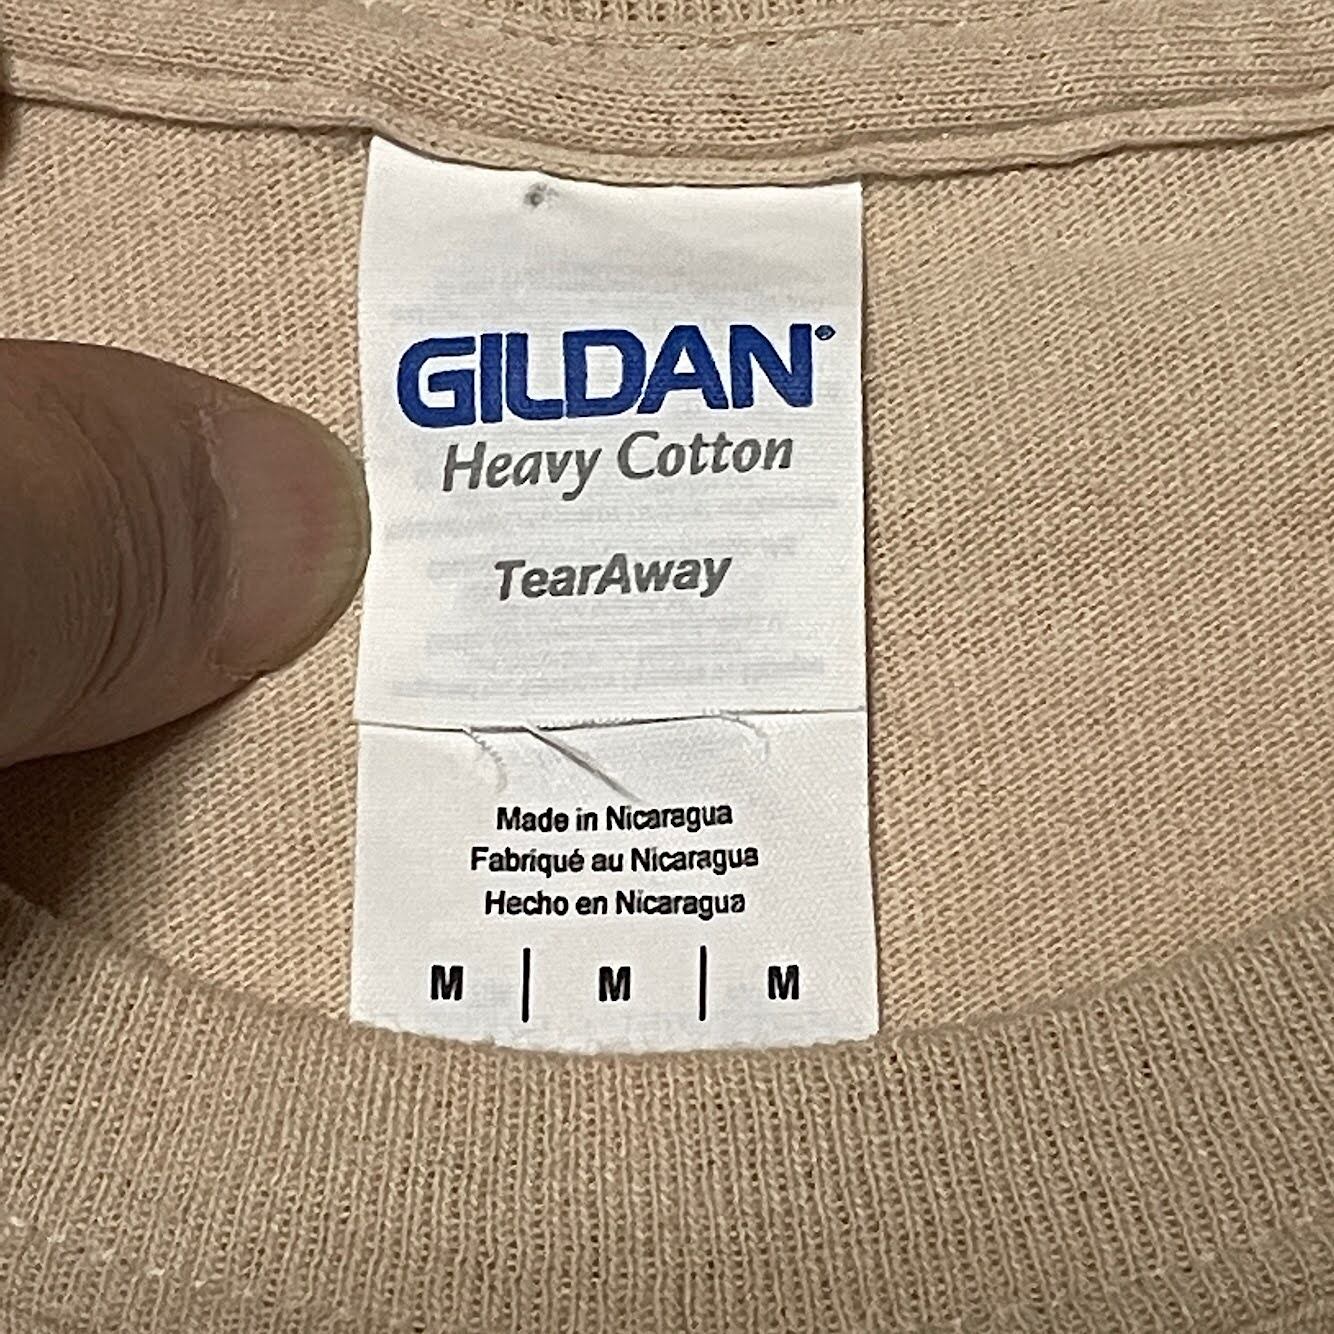 GILDAN®
Heavy Cotton
TearAway
Made in Nicaragua
Fabriqué au Nicaragua
Hecho en Nicaragua
M | M | M